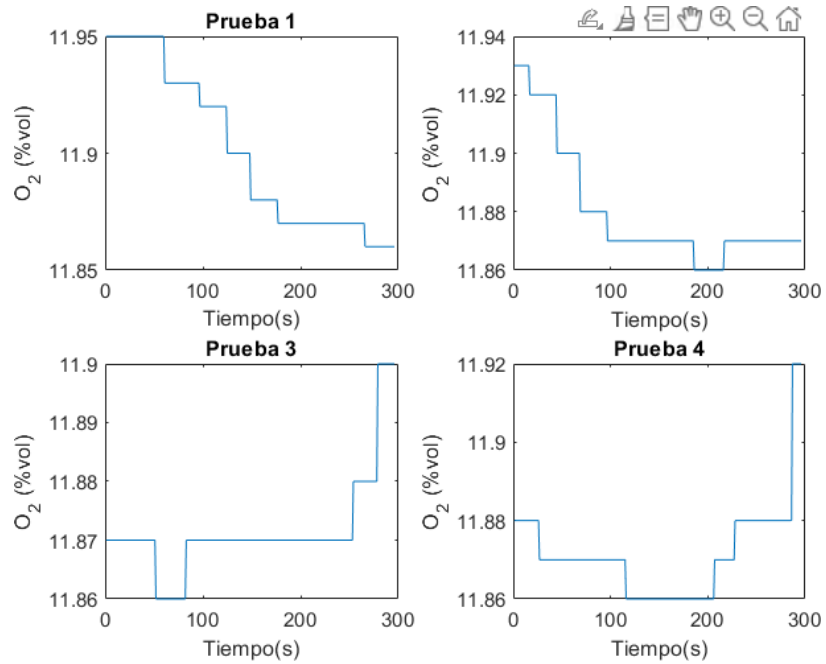 Prueba 1
11.95
11.9
11.85
O2 (%vol)
0 100 200 300
Tiempo(s)
11.94
11.92
11.9
11.88
11.86
O2 (%vol)
0 100 200 300
Tiempo(s)
Prueba 3
11.9
11.89
11.88
11.87
11.86
O2 (%vol)
0 100 200 300
Tiempo(s)
Prueba 4
11.92
11.9
11.88
11.86
O2 (%vol)
0 100 200 300
Tiempo(s)